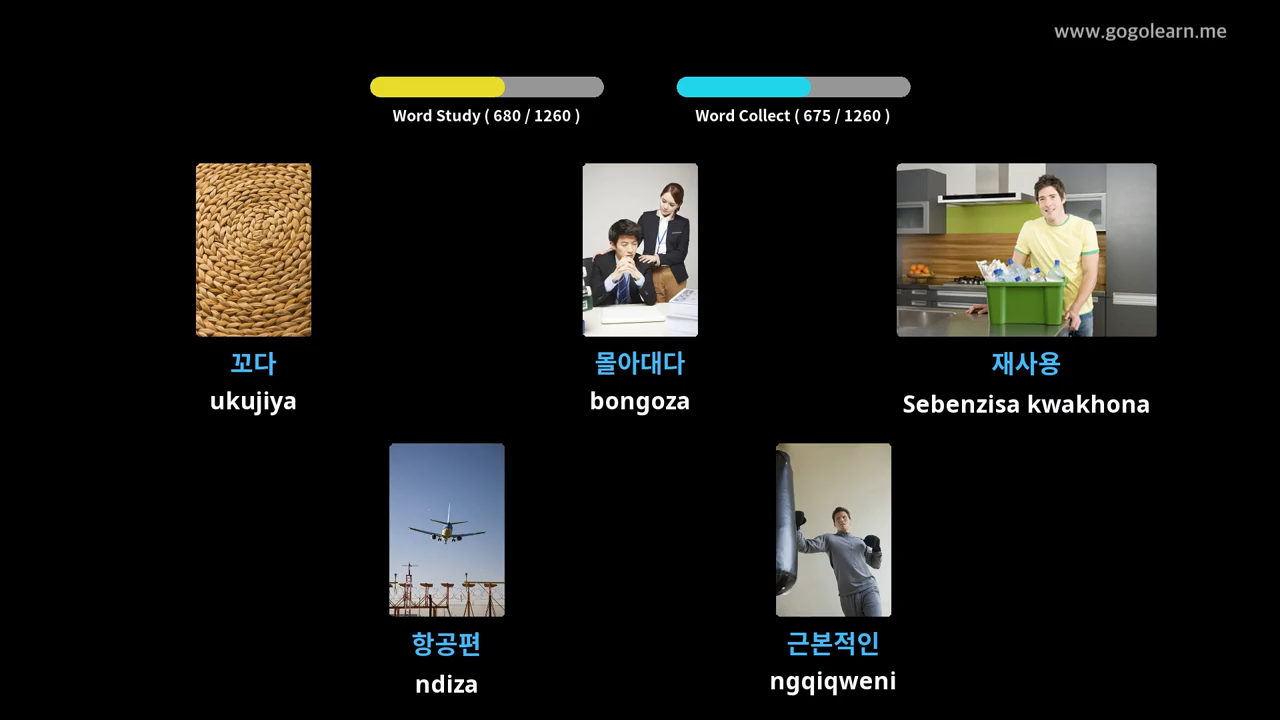 www.gogolearn.me
Word Study ( 680 / 1260 )
Word Collect ( 675 / 1260 )
꼬다
ukujiya
몰아대다
bongoza
재사용
Sebenzisa kwakhona
항공편
ndiza
근본적인
ngqiqweni